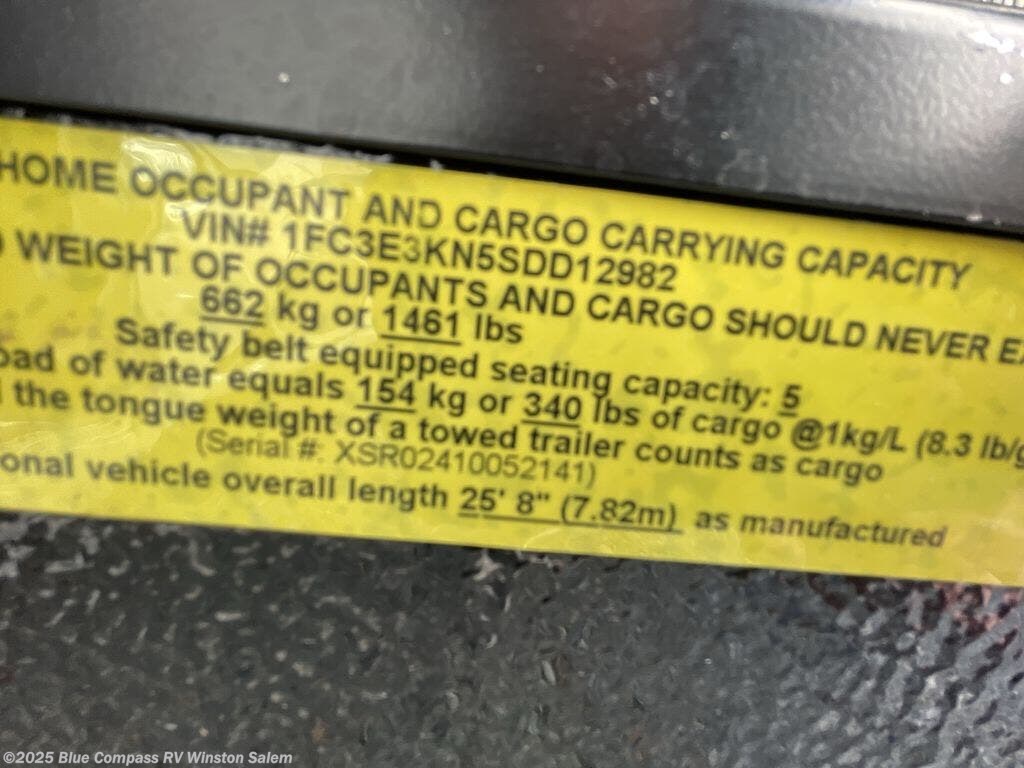 HOME OCCUPANT AND CARGO CARRYING CAPACITY
VIN# 1FC3E3KN5SDD12982
WEIGHT OF OCCUPANTS AND CARGO SHOULD NEVER
662 kg or 1461 lbs
Safety belt equipped seating capacity: 5
oad of water equals 154 kg or 340 lbs of cargo @1kg/L (8.3 lb/g
the tongue weight of a towed trailer counts as cargo
(Serial #: XSR02410052141)
onal vehicle overall length 25' 8" (7.82m) as manufactured
©2025 Blue Compass RV Winston Salem